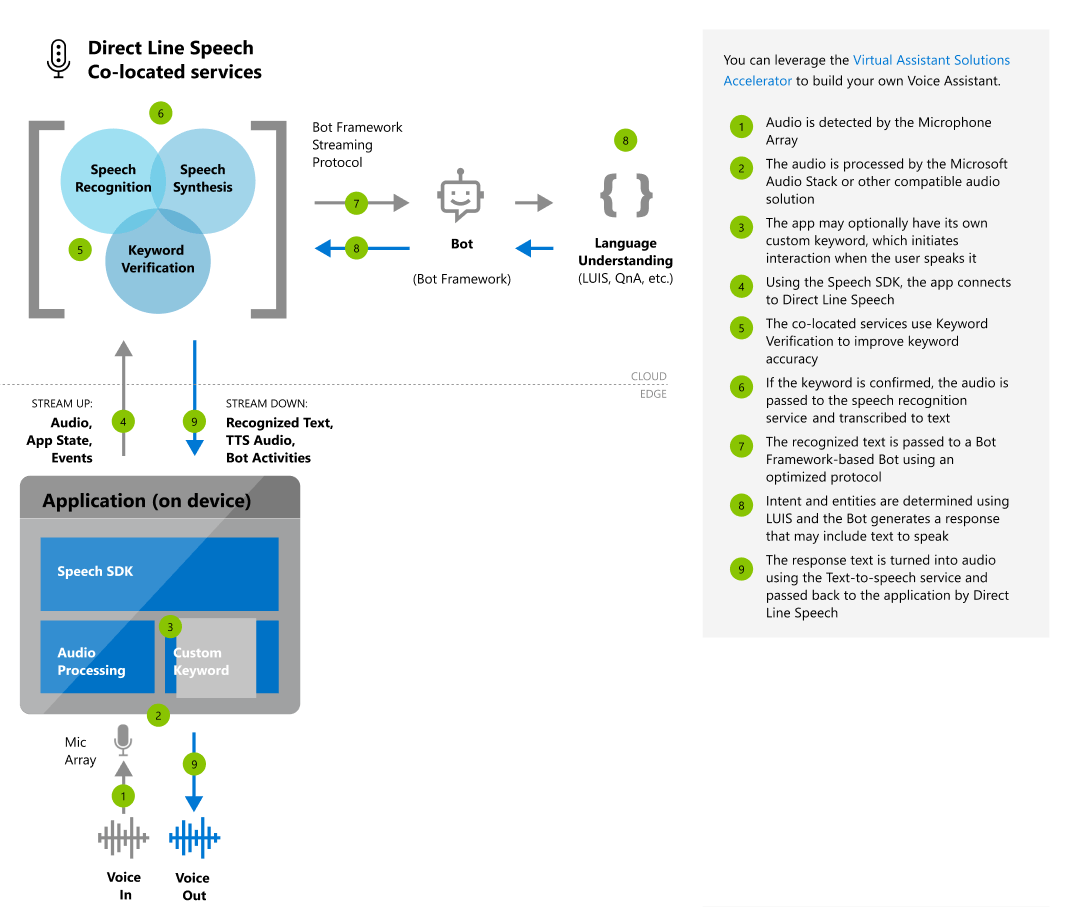 Direct Line Speech
Co-located services
6
Speech
Recognition
Speech
Synthesis
5
Keyword
Verification
Bot Framework
Streaming
Protocol
7
8
Bot
(Bot Framework)
8
{ }
Language
Understanding
(LUIS, QnA, etc.)
CLOUD
EDGE
STREAM UP:
Audio,
App State,
Events
4
9
STREAM DOWN:
Recognized Text,
TTS Audio,
Bot Activities
Application (on device)
Speech SDK
Audio
Processing
3
Custom
Keyword
2
Mic
Array
1
9
Voice
In
Voice
Out
You can leverage the Virtual Assistant Solutions
Accelerator to build your own Voice Assistant.
1 Audio is detected by the Microphone
Array
2 The audio is processed by the Microsoft
Audio Stack or other compatible audio
solution
3 The app may optionally have its own
custom keyword, which initiates
interaction when the user speaks it
4 Using the Speech SDK, the app connects
to Direct Line Speech
5 The co-located services use Keyword
Verification to improve keyword
accuracy
6 If the keyword is confirmed, the audio is
passed to the speech recognition
service and transcribed to text
7 The recognized text is passed to a Bot
Framework-based Bot using an
optimized protocol
8 Intent and entities are determined using
LUIS and the Bot generates a response
that may include text to speak
9 The response text is turned into audio
using the Text-to-speech service and
passed back to the application by Direct
Line Speech